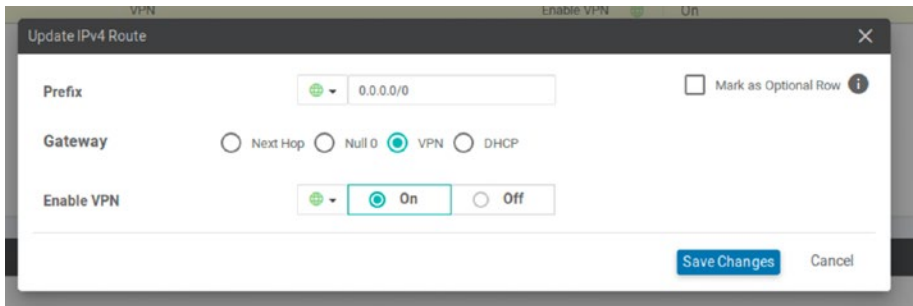 VPN Enable VPN On
Update IPv4 Route
Prefix 0.0.0.0/0 Mark as Optional Row i
Gateway Next Hop Null 0 VPN DHCP
Enable VPN On Off
Save Changes Cancel